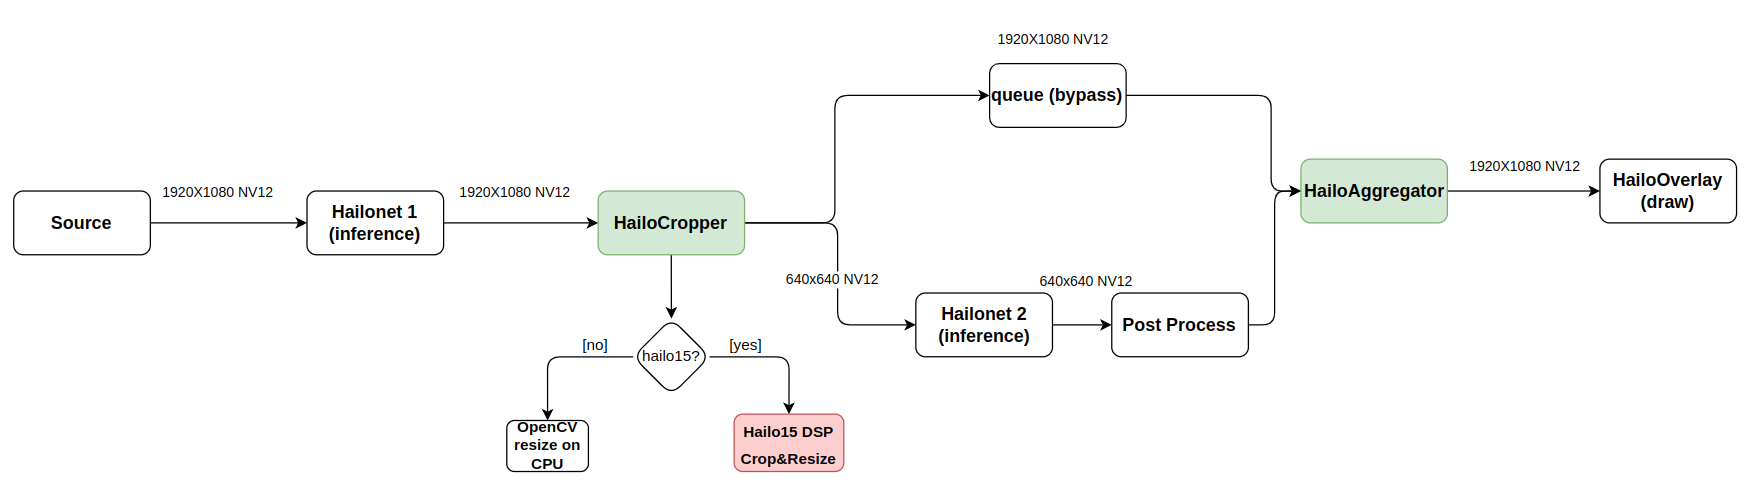 1920X1080 NV12
queue (bypass)
Source
1920X1080 NV12
Hailonet 1
(inference)
1920X1080 NV12
HailoCropper
HailoAggregator
1920X1080 NV12
HailoOverlay
(draw)
640x640 NV12
Hailonet 2
(inference)
640x640 NV12
Post Process
hailo15?
[no]
[yes]
OpenCV
resize on
CPU
Hailo15 DSP
Crop&Resize